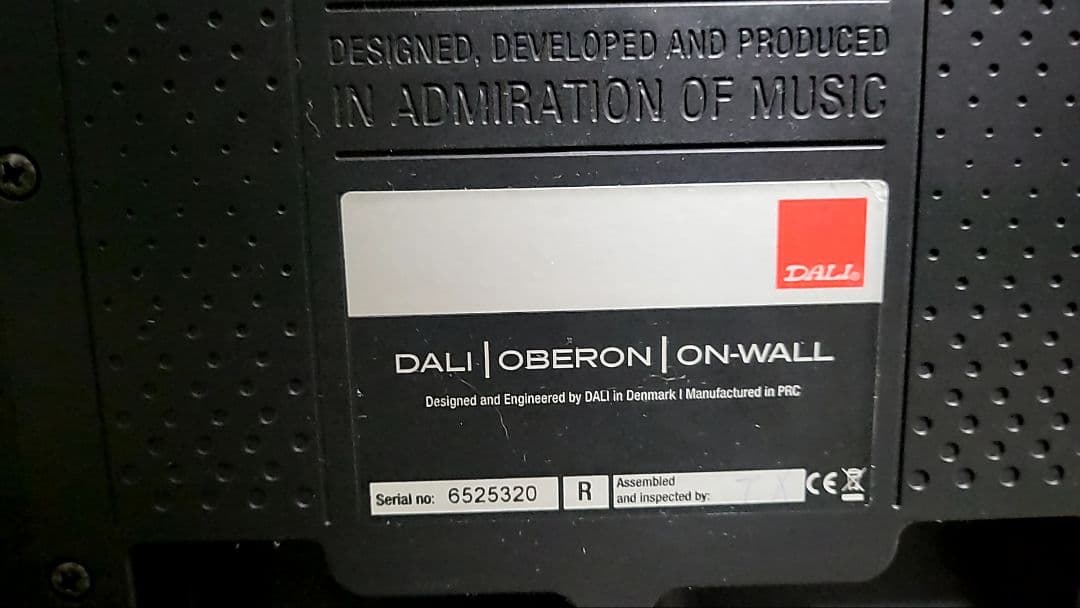 DESIGNED, DEVELOPED AND PRODUCED
IN ADMIRATION OF MUSIC
DALI®
DALI | OBERON | ON-WALL
Designed and Engineered by DALI in Denmark | Manufactured in PRC
Serial no: 6525320
R
Assembled
and inspected by:
CE